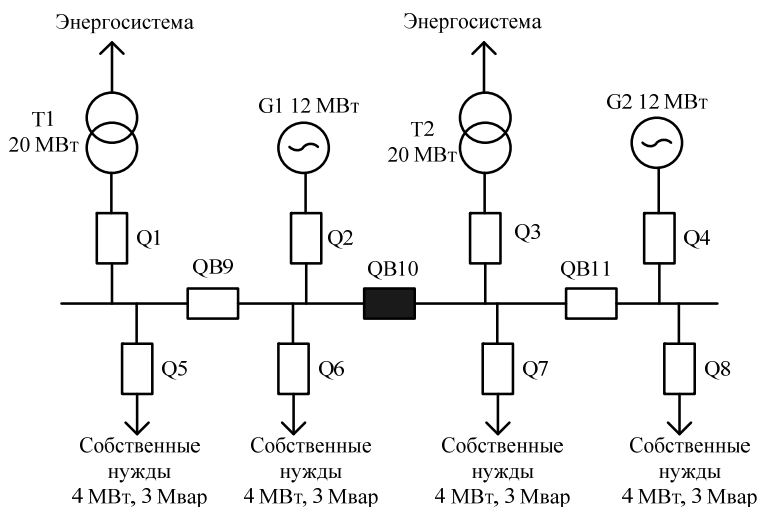 Энергосистема
Энергосистема
T1
20 МВт
G1 12 МВт
T2
20 МВт
G2 12 МВт
Q1
Q2
Q3
Q4
QB9
QB10
QB11
Q5
Q6
Q7
Q8
Собственные
нужды
4 МВт, 3 Мвар
Собственные
нужды
4 МВт, 3 Мвар
Собственные
нужды
4 МВт, 3 Мвар
Собственные
нужды
4 МВт, 3 Мвар